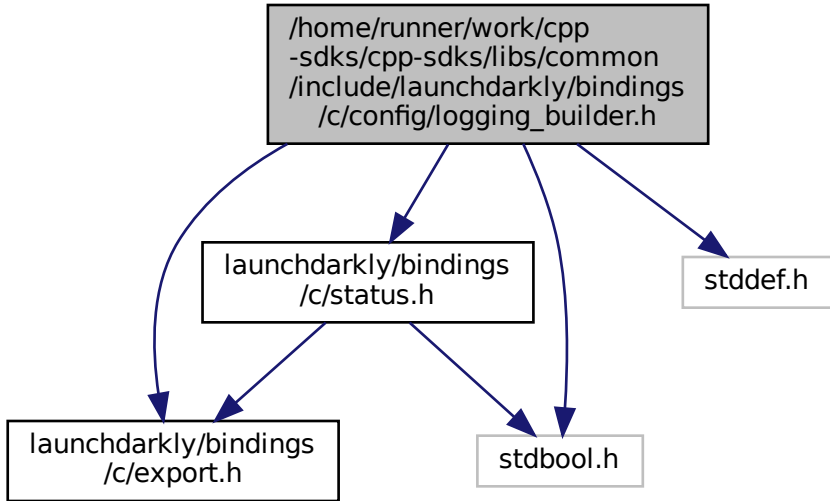 /home/runner/work/cpp
-sdks/cpp-sdks/libs/common
/include/launchdarkly/bindings
/c/config/logging_builder.h
launchdarkly/bindings
/c/status.h
stddef.h
launchdarkly/bindings
/c/export.h
stdbool.h